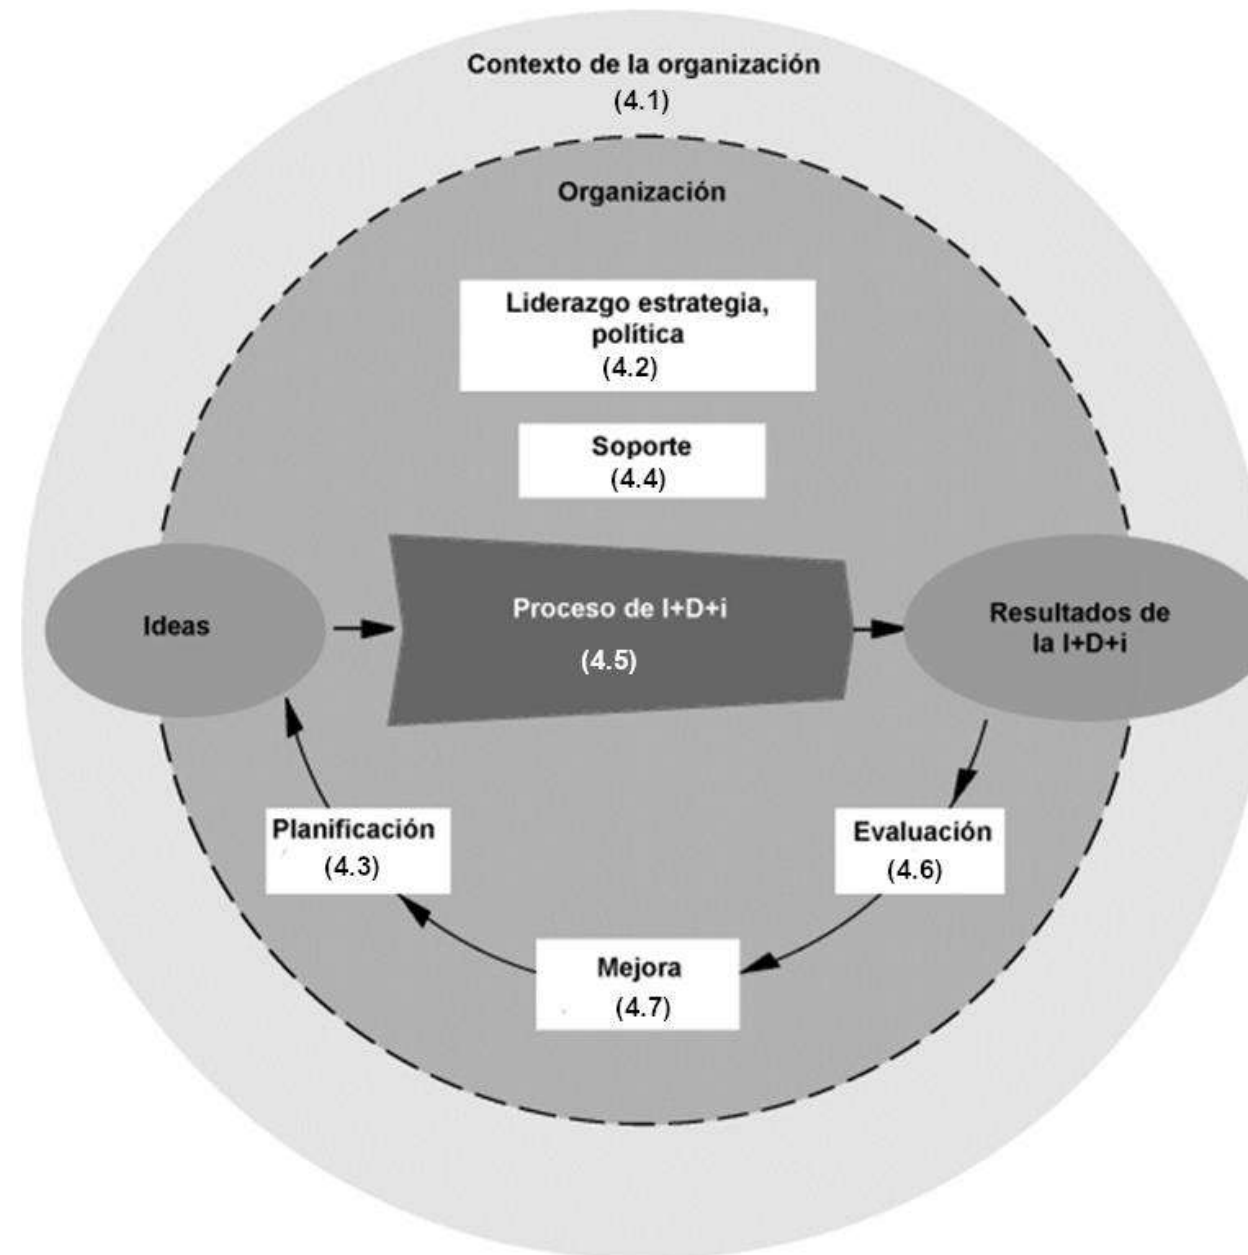 Contexto de la organización
(4.1)
Organización
Liderazgo estrategia,
política
(4.2)
Soporte
(4.4)
Ideas
Proceso de I+D+i
(4.5)
Resultados de
la I+D+i
Planificación
(4.3)
Evaluación
(4.6)
Mejora
(4.7)